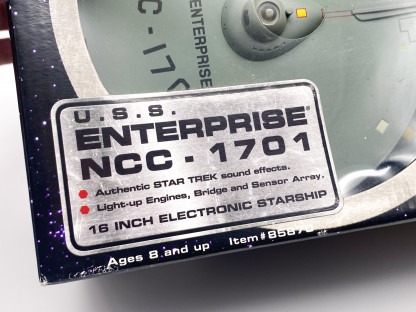 ENTERPRISE
U.S.S.
ENTERPRISE®
NCC - 1701
Authentic STAR TREK sound effects.
Light-up Engines, Bridge and Sensor Array.
16 INCH ELECTRONIC STARSHIP
Ages 8 and up Item#